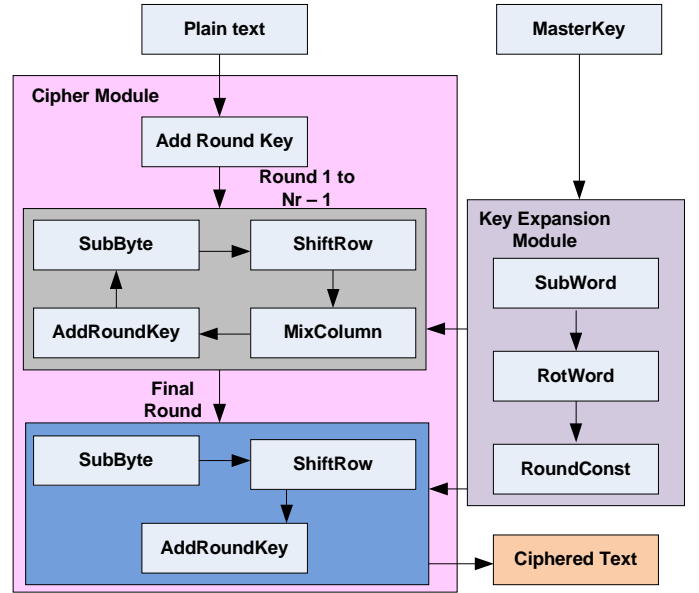 Plain text
MasterKey
Cipher Module
Add Round Key
Round 1 to
Nr – 1
SubByte
ShiftRow
AddRoundKey
MixColumn
Final
Round
SubByte
ShiftRow
AddRoundKey
Key Expansion
Module
SubWord
RotWord
RoundConst
Ciphered Text